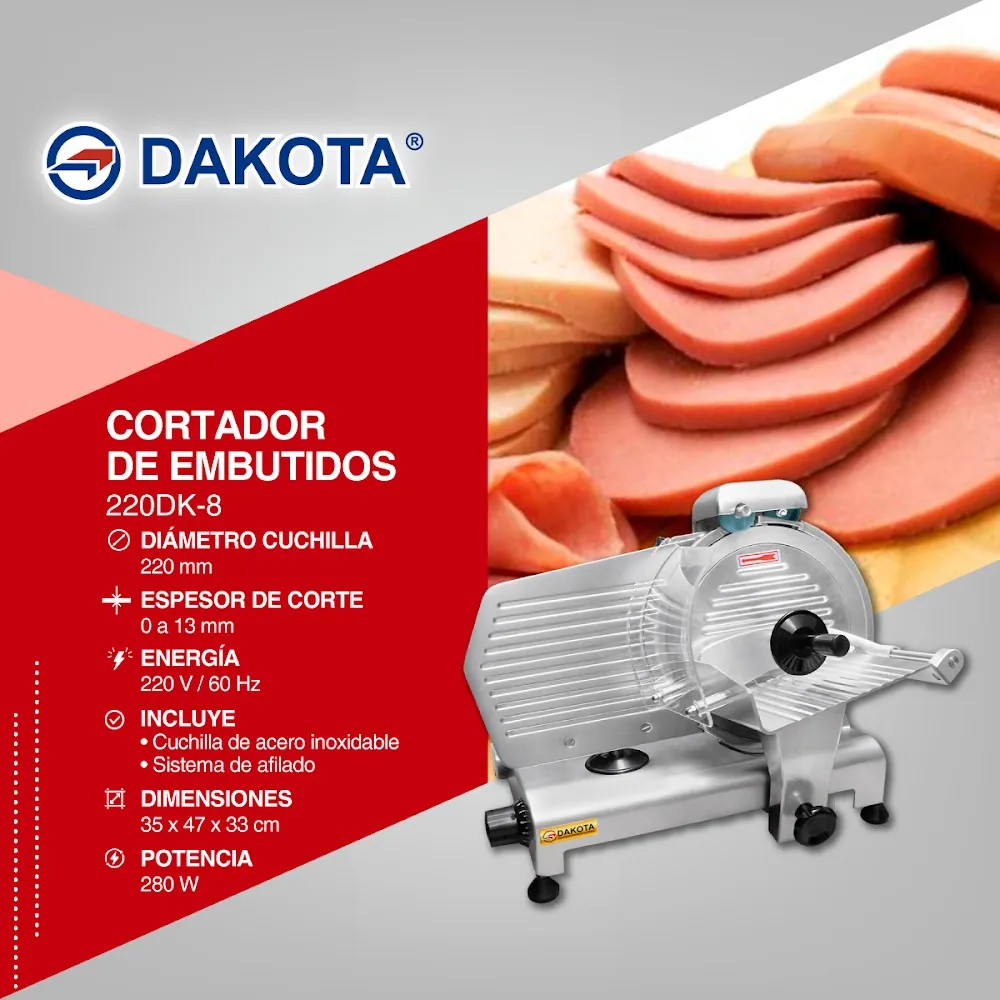 DAKOTA®
CORTADOR
DE EMBUTIDOS
220DK-8
DIÁMETRO CUCHILLA
220 mm
ESPESOR DE CORTE
0 a 13 mm
ENERGÍA
220 V / 60 Hz
INCLUYE
• Cuchilla de acero inoxidable
• Sistema de afilado
DIMENSIONES
35 x 47 x 33 cm
POTENCIA
280 W
DAKOTA